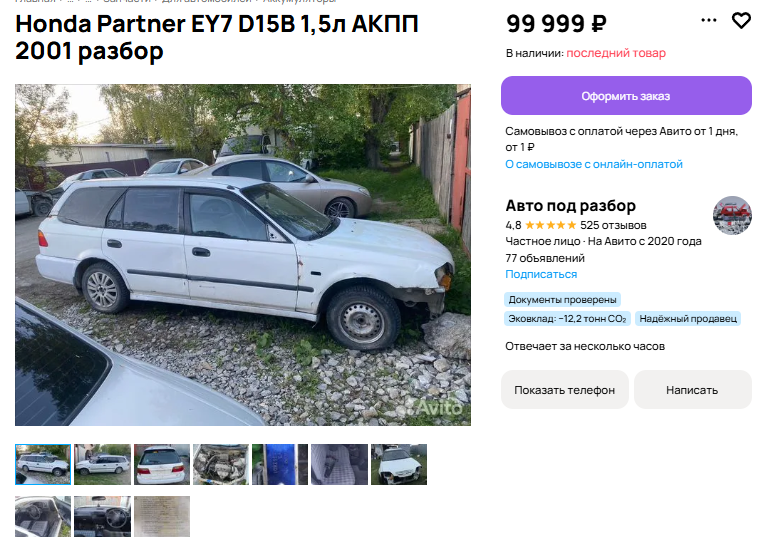 Honda Partner EY7 D15B 1,5л АКПП
2001 разбор
99 999 ₽
В наличии: последний товар
Оформить заказ
Самовывоз с оплатой через Авито от 1 дня,
от 1 ₽
О самовывозе с онлайн-оплатой
Авто под разбор
4,8 ★★★★★ 525 отзывов
Частное лицо · На Авито с 2020 года
77 объявлений
Подписаться
Документы проверены
Эковклад: −12,2 тонн CO₂
Надёжный продавец
Отвечает за несколько часов
Показать телефон
Написать
Avito